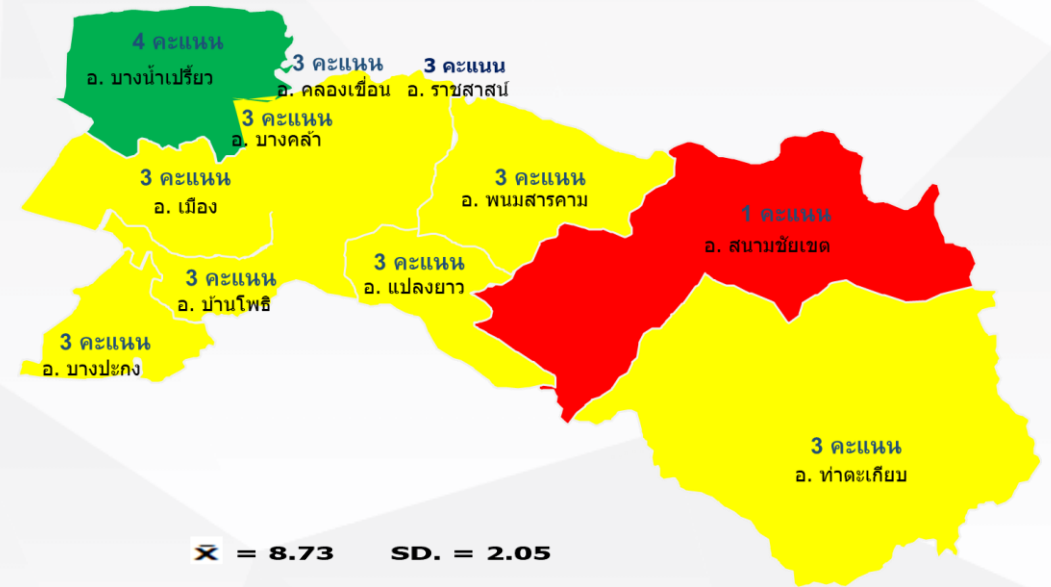 4 คะแนน
อ. บางน้ำเปรี้ยว
3 คะแนน
อ. คลองเขื่อน
3 คะแนน
อ. ราชสาสน์
3 คะแนน
อ. บางคล้า
3 คะแนน
อ. เมือง
3 คะแนน
อ. พนมสารคาม
1 คะแนน
อ. สนามชัยเขต
3 คะแนน
อ. แปลงยาว
3 คะแนน
อ. บ้านโพธิ
3 คะแนน
อ. บางปะกง
3 คะแนน
อ. ท่าตะเกียบ
x̄ = 8.73 SD. = 2.05